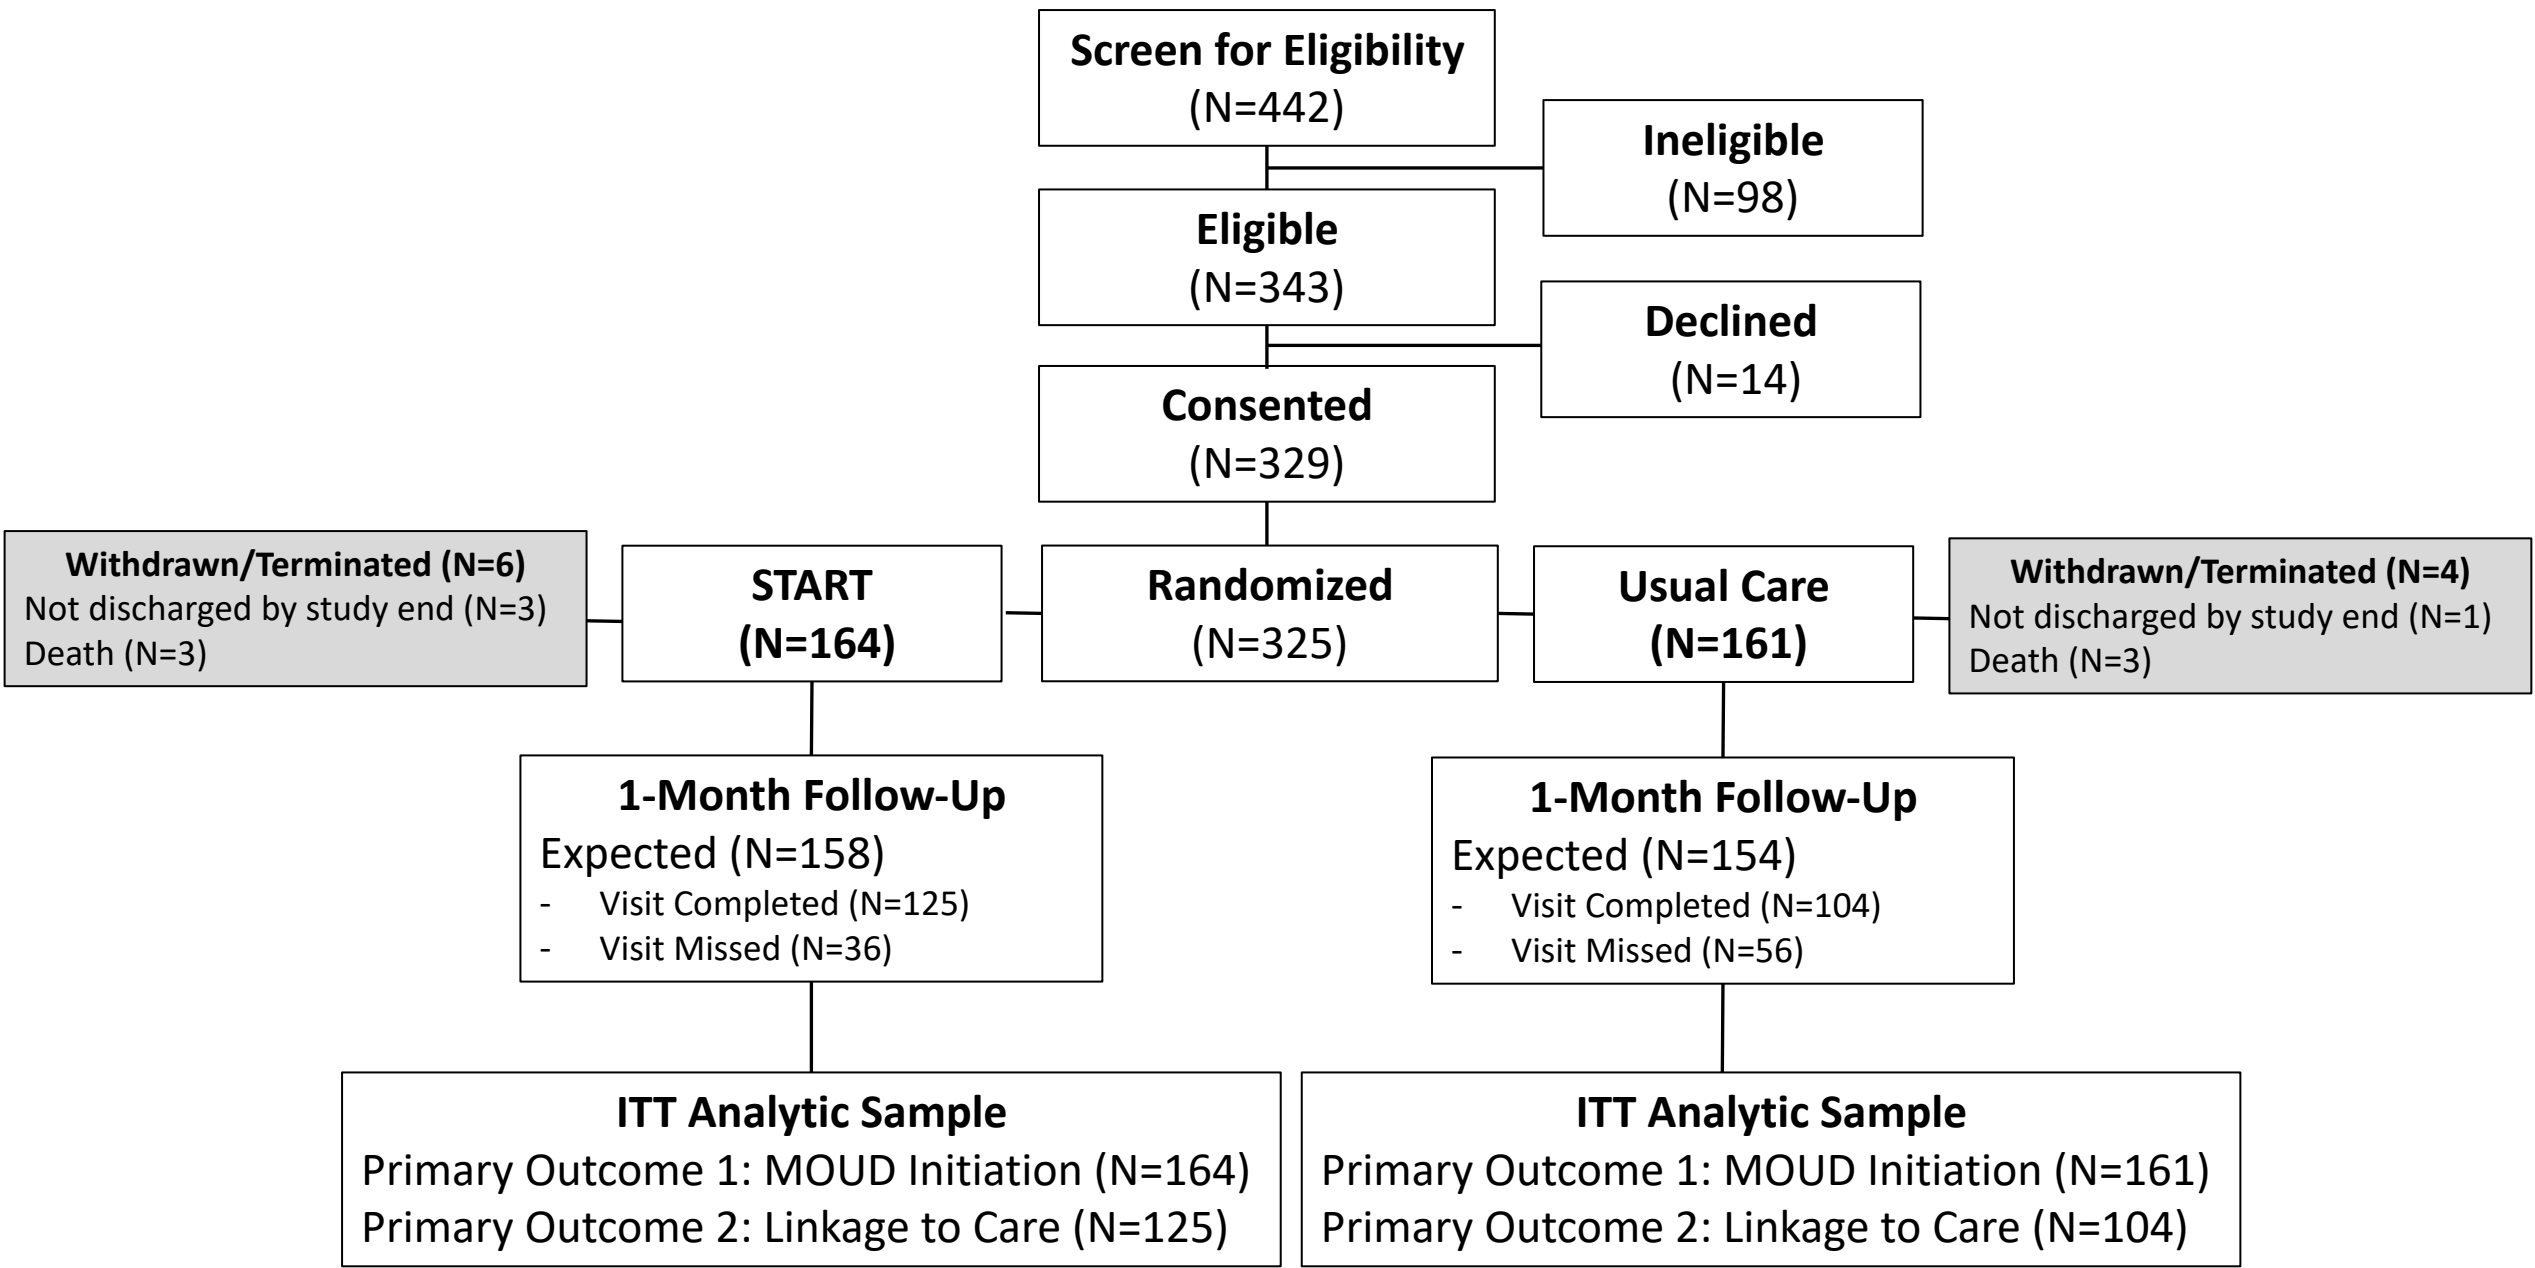 Screen for Eligibility
(N=442)
Ineligible
(N=98)
Eligible
(N=343)
Declined
(N=14)
Consented
(N=329)
Withdrawn/Terminated (N=6)
Not discharged by study end (N=3)
Death (N=3)
START
(N=164)
Randomized
(N=325)
Usual Care
(N=161)
Withdrawn/Terminated (N=4)
Not discharged by study end (N=1)
Death (N=3)
1-Month Follow-Up
Expected (N=158)
- Visit Completed (N=125)
- Visit Missed (N=36)
1-Month Follow-Up
Expected (N=154)
- Visit Completed (N=104)
- Visit Missed (N=56)
ITT Analytic Sample
Primary Outcome 1: MOUD Initiation (N=164)
Primary Outcome 2: Linkage to Care (N=125)
ITT Analytic Sample
Primary Outcome 1: MOUD Initiation (N=161)
Primary Outcome 2: Linkage to Care (N=104)